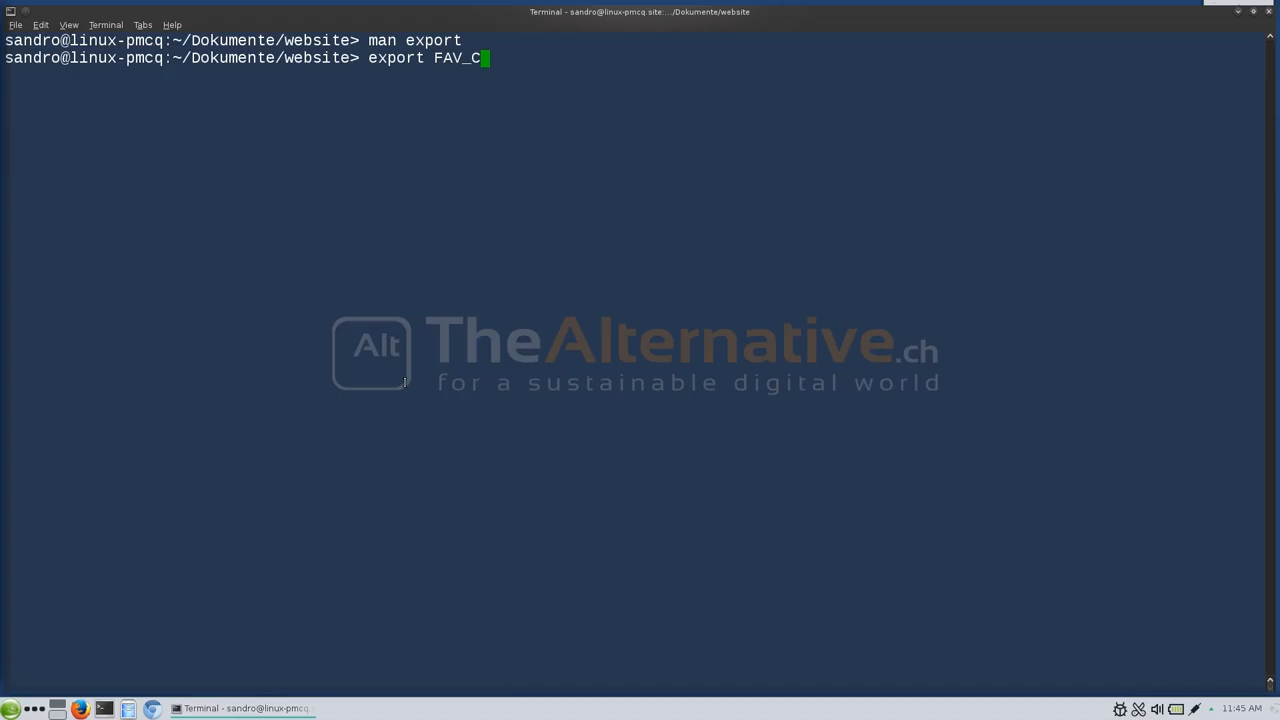 Terminal - sandro@linux-pmcq.site:.../Dokumente/website
File Edit View Terminal Tabs Help
sandro@linux-pmcq:~/Dokumente/website> man export
sandro@linux-pmcq:~/Dokumente/website> export FAV_C
Alt TheAlternative.ch
for a sustainable digital world
Terminal - sandro@linux-pmcq.
11:45 AM